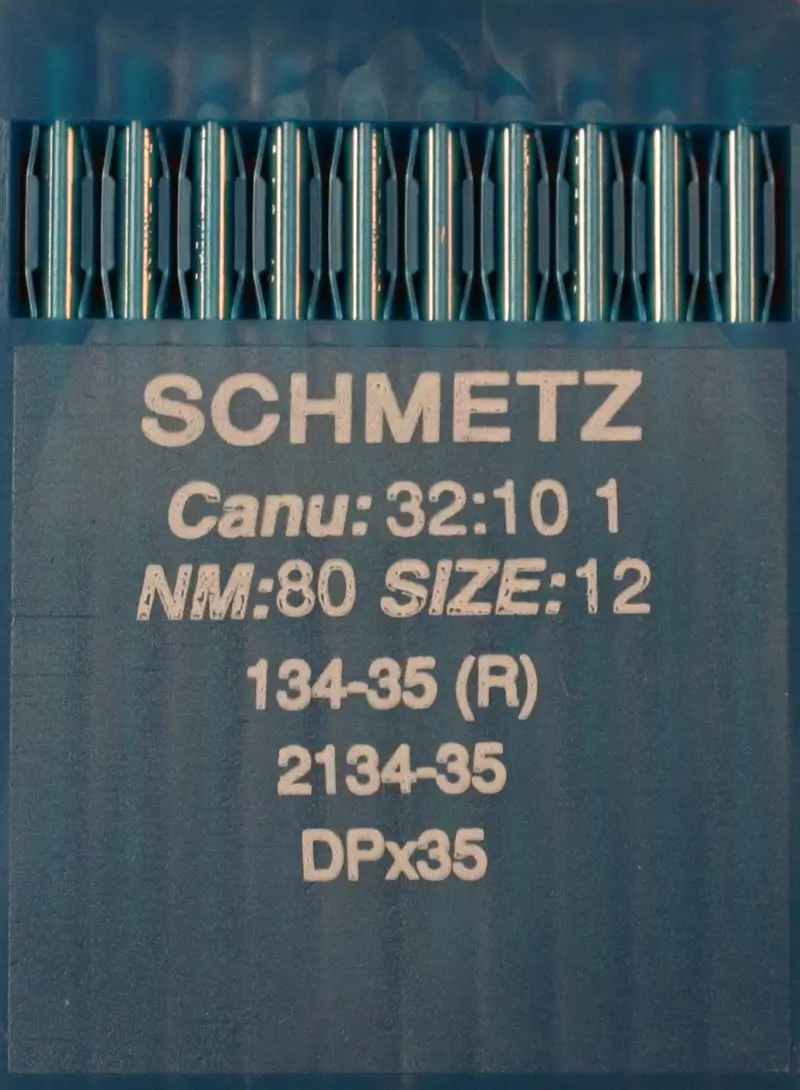 SCHMETZ
Canu: 32:10 1
NM:80 SIZE:12
134-35 (R)
2134-35
DPx35